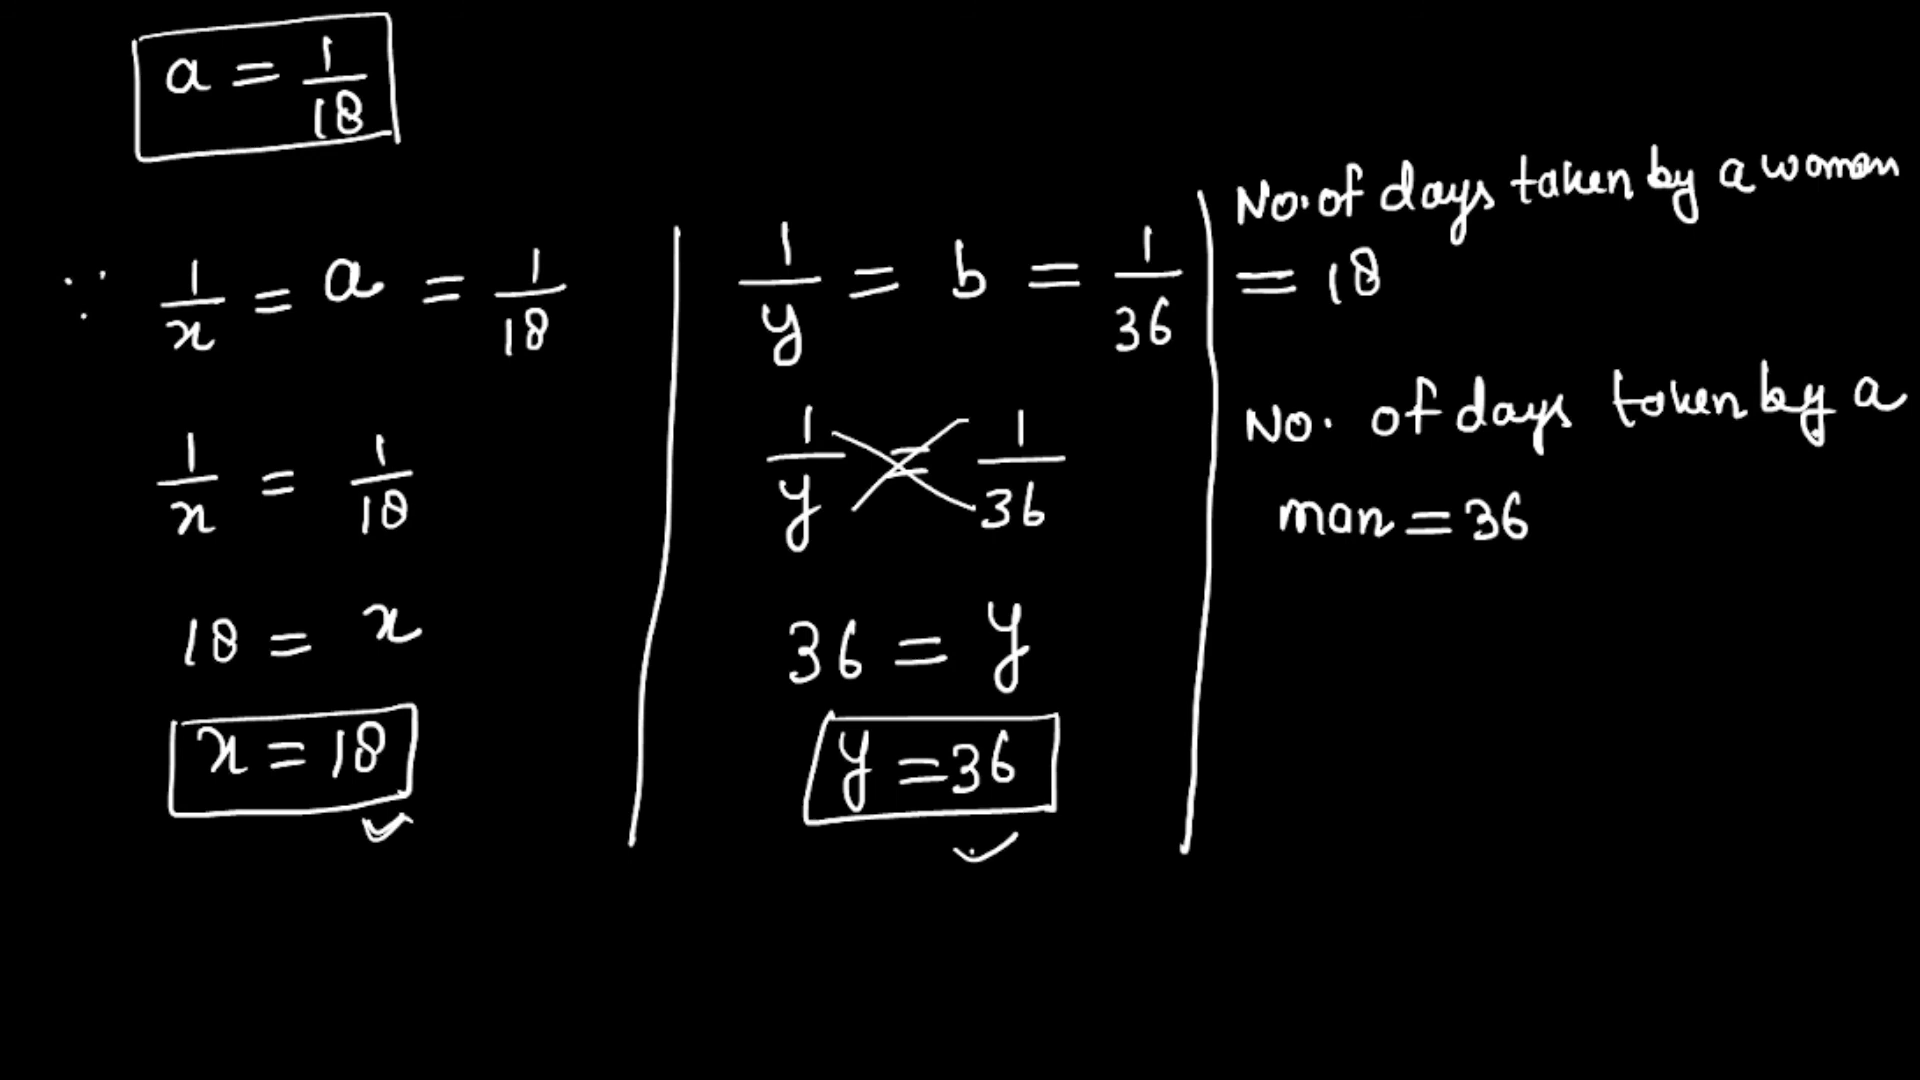 a = 1/18
∵ 1/x = a = 1/18
1/x = 1/18
18 = x
x = 18
1/y = b = 1/36
1/y = 1/36
36 = y
y = 36
No. of days taken by a woman
= 18
No. of days taken by a
man = 36